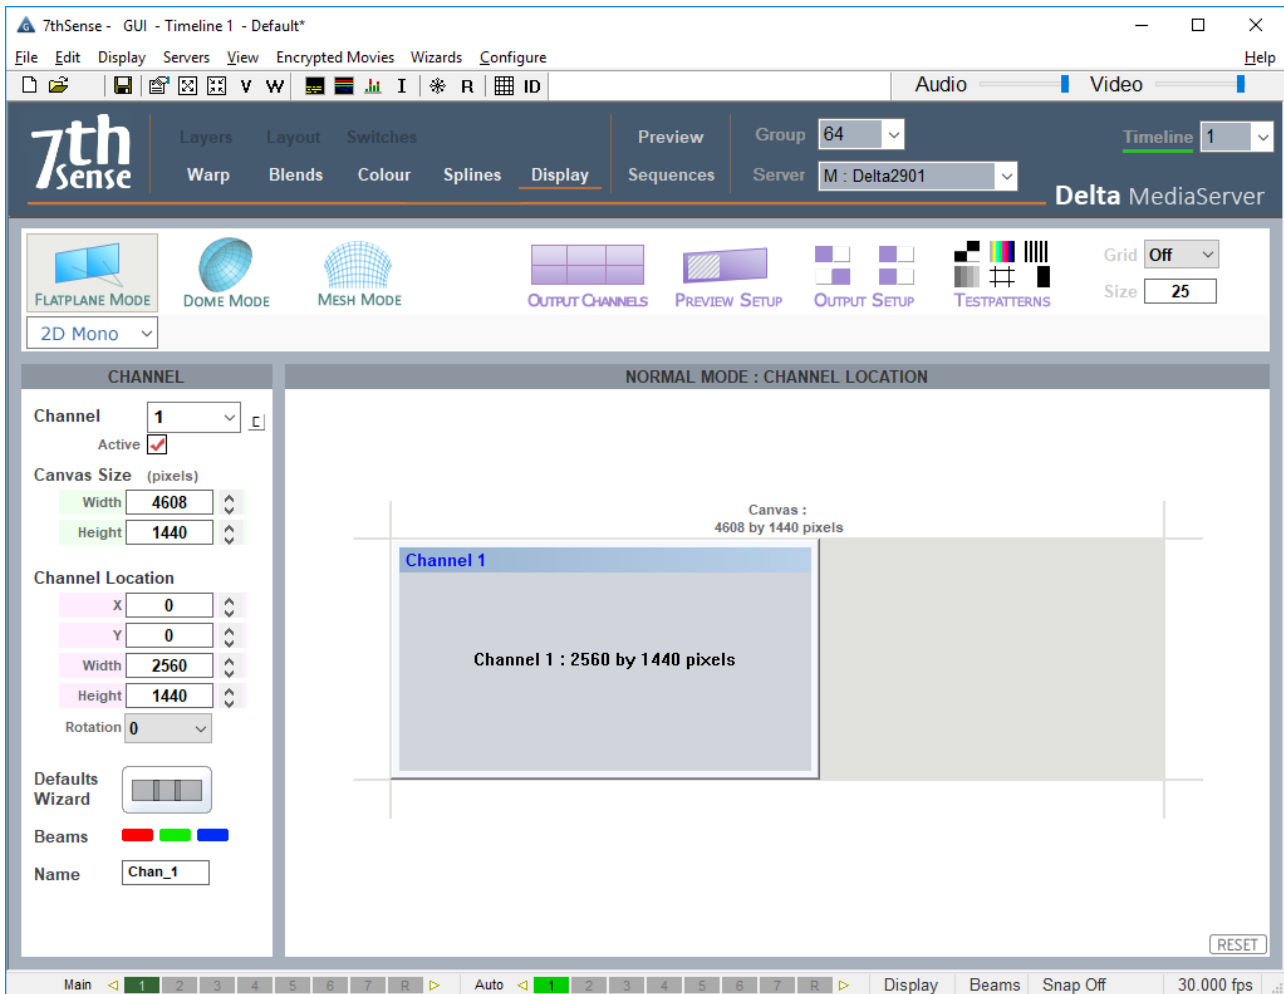 7thSense - GUI - Timeline 1 - Default*
File Edit Display Servers View Encrypted Movies Wizards Configure Help
V W I R ID Audio Video
7th Sense
Layers Layout Switches Preview Group 64 Timeline 1
Warp Blends Colour Splines Display Sequences Server M : Delta2901
Delta MediaServer
Grid Off
FLATPLANE MODE DOME MODE MESH MODE OUTPUT CHANNELS PREVIEW SETUP OUTPUT SETUP TESTPATTERNS Size 25
2D Mono
CHANNEL
Channel 1
Active
Canvas Size (pixels)
Width 4608
Height 1440
Channel Location
X 0
Y 0
Width 2560
Height 1440
Rotation 0
Defaults
Wizard
Beams
Name Chan_1
NORMAL MODE : CHANNEL LOCATION
Canvas :
4608 by 1440 pixels
Channel 1
Channel 1 : 2560 by 1440 pixels
RESET
Main 1 2 3 4 5 6 7 R Auto 1 2 3 4 5 6 7 R Display Beams Snap Off 30.000 fps